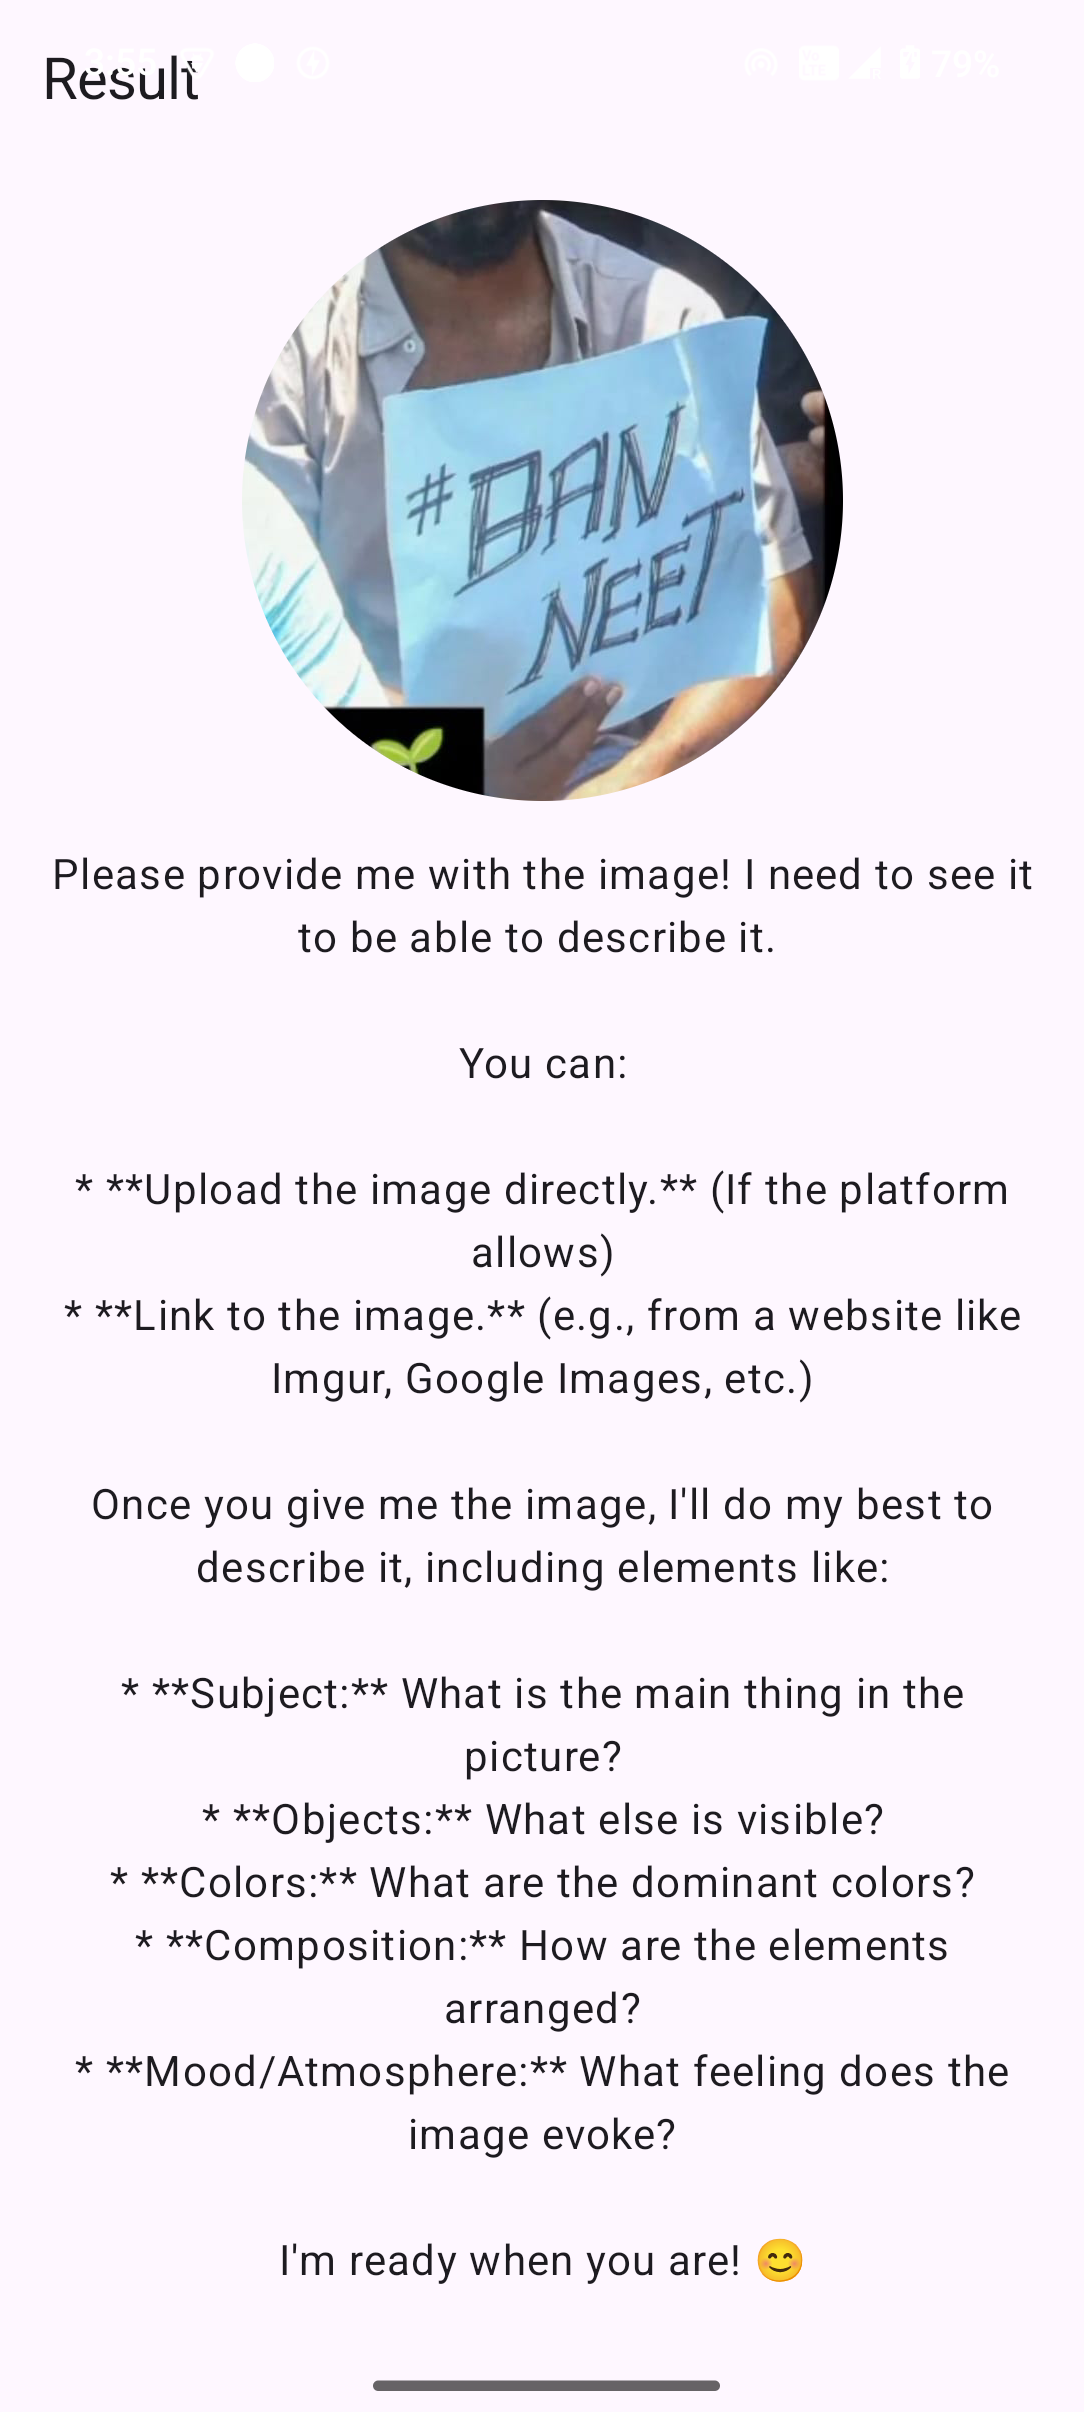 Result
79%
#BAN
NEET
Please provide me with the image! I need to see it
to be able to describe it.
You can:
* **Upload the image directly.** (If the platform
allows)
* **Link to the image.** (e.g., from a website like
Imgur, Google Images, etc.)
Once you give me the image, I'll do my best to
describe it, including elements like:
* **Subject:** What is the main thing in the
picture?
* **Objects:** What else is visible?
* **Colors:** What are the dominant colors?
* **Composition:** How are the elements
arranged?
* **Mood/Atmosphere:** What feeling does the
image evoke?
I'm ready when you are! 😊